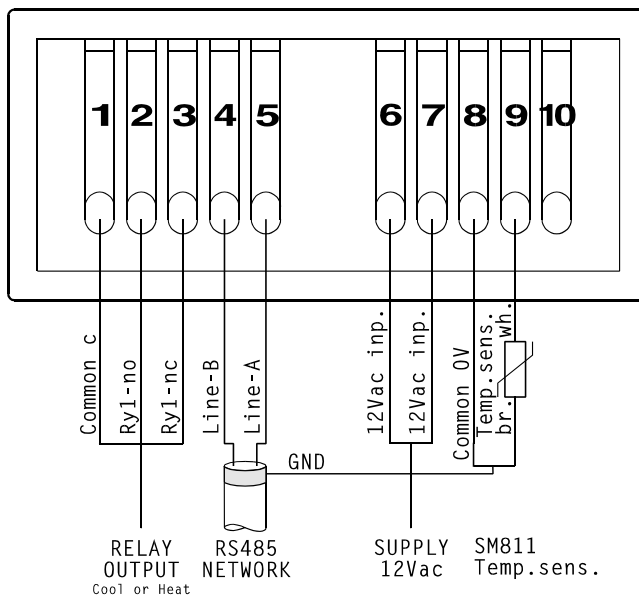 1 2 3 4 5 6 7 8 9 10
Common c
Ryl-no
Ryl-nc
Line-B
Line-A
12Vac inp.
12Vac inp.
Common 0V
Temp.sens.
br. wh.
GND
RELAY
OUTPUT
Cool or Heat
RS485
NETWORK
SUPPLY
12Vac
SM811
Temp.sens.